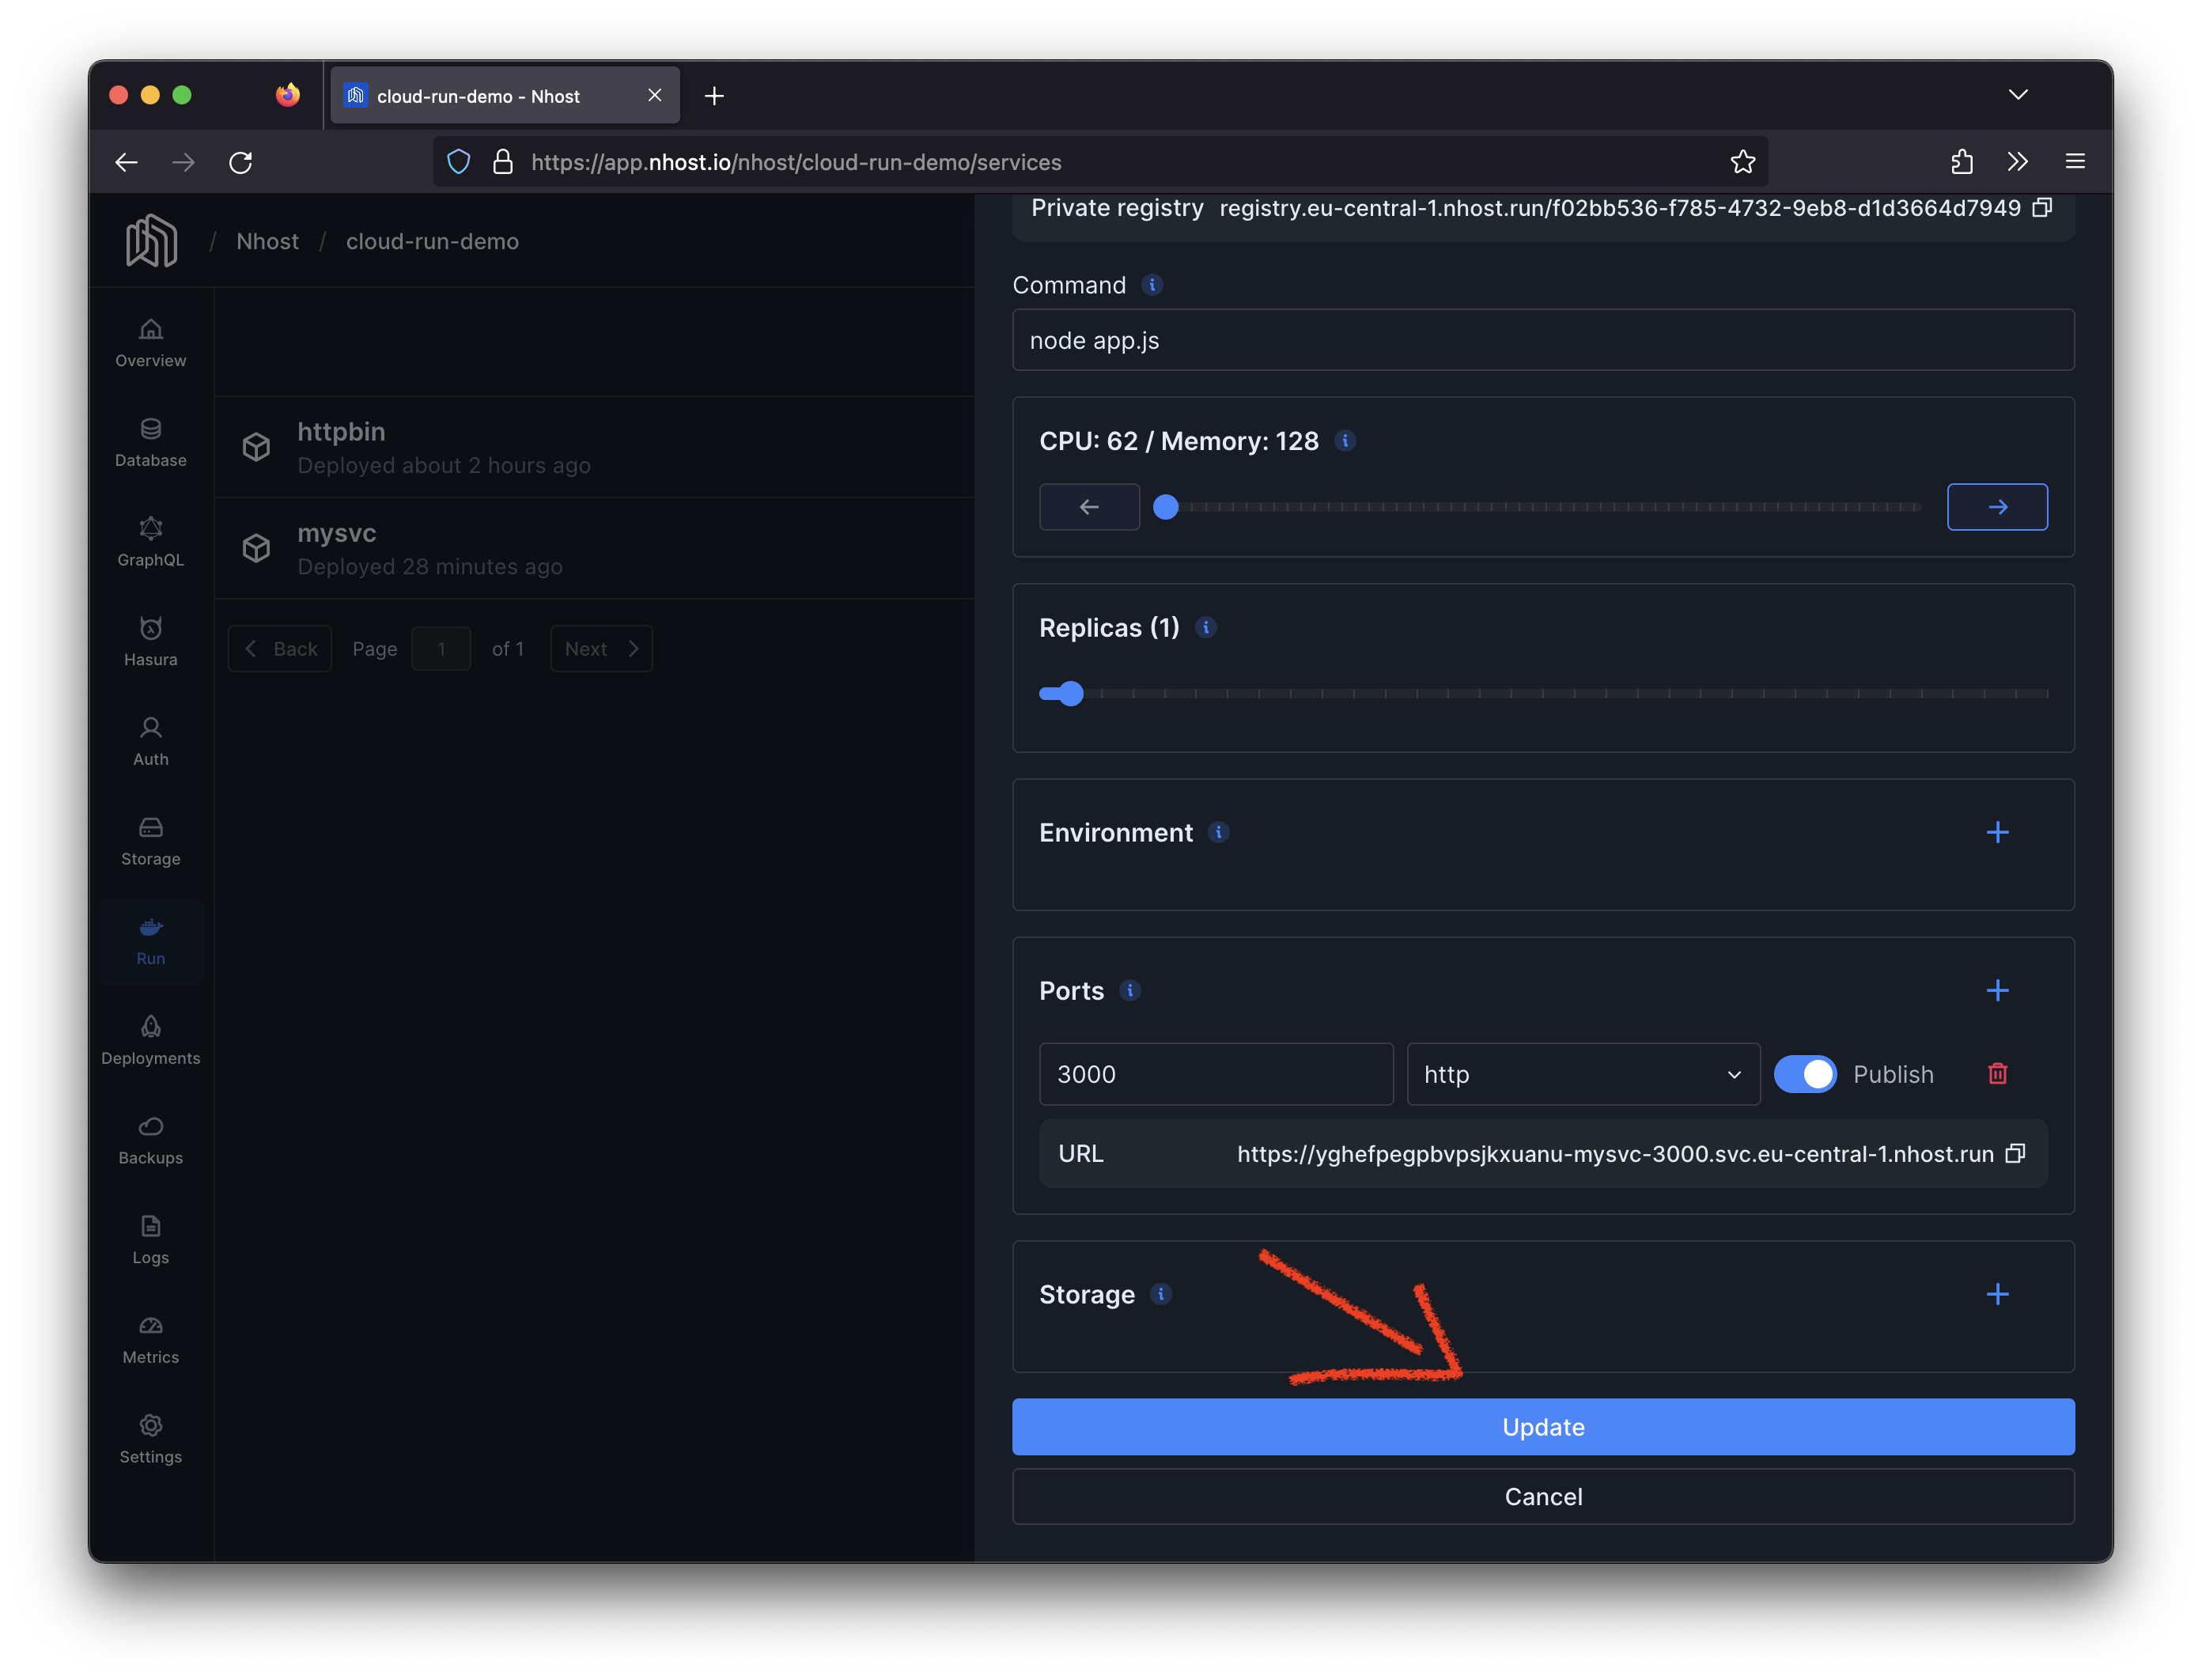 cloud-run-demo - Nhost
https://app.nhost.io/nhost/cloud-run-demo/services
/ Nhost / cloud-run-demo
Overview
Database
GraphQL
Hasura
Auth
Storage
Run
Deployments
Backups
Logs
Metrics
Settings
httpbin
Deployed about 2 hours ago
mysvc
Deployed 28 minutes ago
Back Page 1 of 1 Next
Private registry registry.eu-central-1.nhost.run/f02bb536-f785-4732-9eb8-d1d3664d7949
Command
node app.js
CPU: 62 / Memory: 128
Replicas (1)
Environment
Ports
3000 http Publish
URL https://yghefpegpbvpsjkxuanu-mysvc-3000.svc.eu-central-1.nhost.run
Storage
Update
Cancel